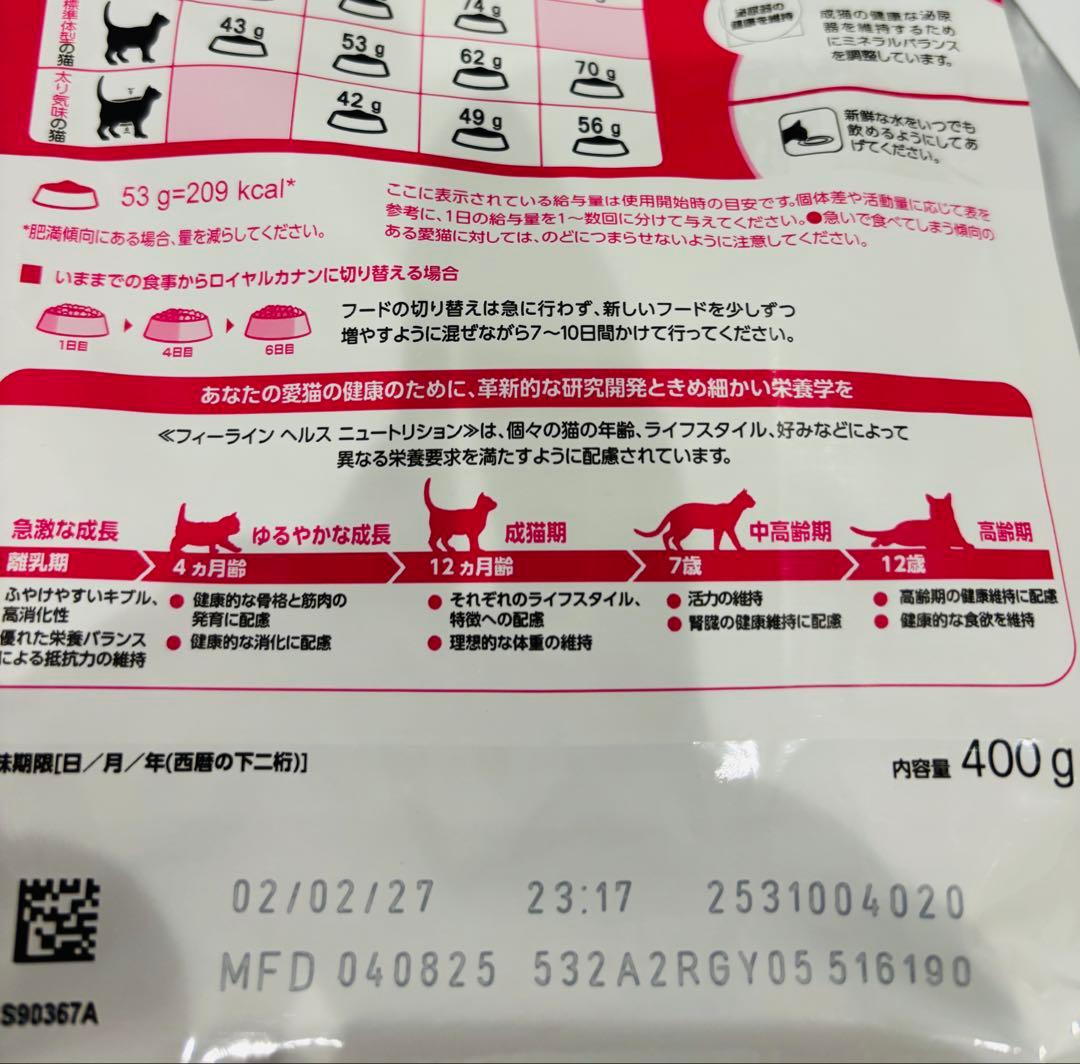 標準体型の猫
43 g
53 g
74 g
62 g
70 g
太り気味の猫
42 g
49 g
56 g
泌尿器の
健康を維持
成猫の健康な泌尿
器を維持するため
にミネラルバランス
を調整しています。
新鮮な水をいつでも
飲めるようにしてあ
げてください。
53 g=209 kcal*
*肥満傾向にある場合、量を減らしてください。
ここに表示されている給与量は使用開始時の目安です。個体差や活動量に応じて表を
参考に、1日の給与量を1〜数回に分けて与えてください。●急いで食べてしまう傾向の
ある愛猫に対しては、のどにつまらせないように注意してください。
■ いままでの食事からロイヤルカナンに切り替える場合
1日目
4日目
6日目
フードの切り替えは急に行わず、新しいフードを少しずつ
増やすように混ぜながら7〜10日間かけて行ってください。
あなたの愛猫の健康のために、革新的な研究開発ときめ細かい栄養学を
≪フィーライン ヘルス ニュートリション≫は、個々の猫の年齢、ライフスタイル、好みなどによって
異なる栄養要求を満たすように配慮されています。
急激な成長
ゆるやかな成長
成猫期
中高齢期
高齢期
離乳期
4 ヵ月齢
12 ヵ月齢
7歳
12歳
ふやけやすいキブル、
高消化性
優れた栄養バランス
による抵抗力の維持
● 健康的な骨格と筋肉の
発育に配慮
● 健康的な消化に配慮
● それぞれのライフスタイル、
特徴への配慮
● 理想的な体重の維持
● 活力の維持
● 腎臓の健康維持に配慮
● 高齢期の健康維持に配慮
● 健康的な食欲を維持
味期限[日/月/年(西暦の下二桁)]
内容量 400 g
02/02/27 23:17 2531004020
MFD 040825 532A2RGY05 516190
S90367A